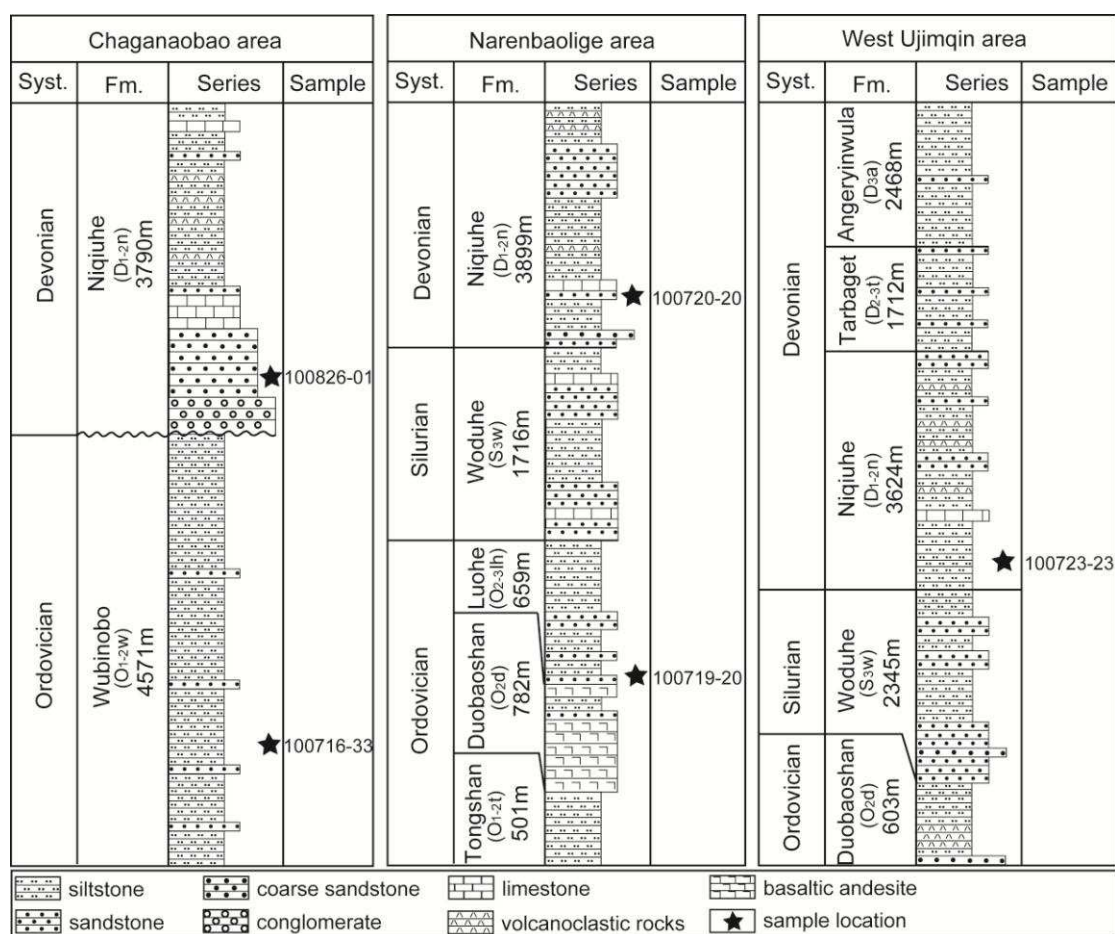 Chaganaobao area
Syst. Fm. Series Sample
Devonian
Niqiuhe
(D1-2n)
3790m
100826-01
Ordovician
Wubinobo
(O1-2w)
4571m
100716-33
Narenbaolige area
Syst. Fm. Series Sample
Devonian
Niqiuhe
(D1-2n)
3899m
100720-20
Silurian
Woduhe
(S3w)
1716m
Ordovician
Luohe
(O2-3lh)
659m
Duobaoshan
(O2d)
782m
100719-20
Tongshan
(O1-2t)
501m
West Ujimqin area
Syst. Fm. Series Sample
Devonian
Angeryinwula
(D3a)
2468m
Tarbaget
(D2-3t)
1712m
Niqiuhe
(D1-2n)
3624m
100723-23
Silurian
Woduhe
(S3w)
2345m
Ordovician
Duobaoshan
(O2d)
603m
siltstone coarse sandstone limestone basaltic andesite
sandstone conglomerate volcanoclastic rocks sample location